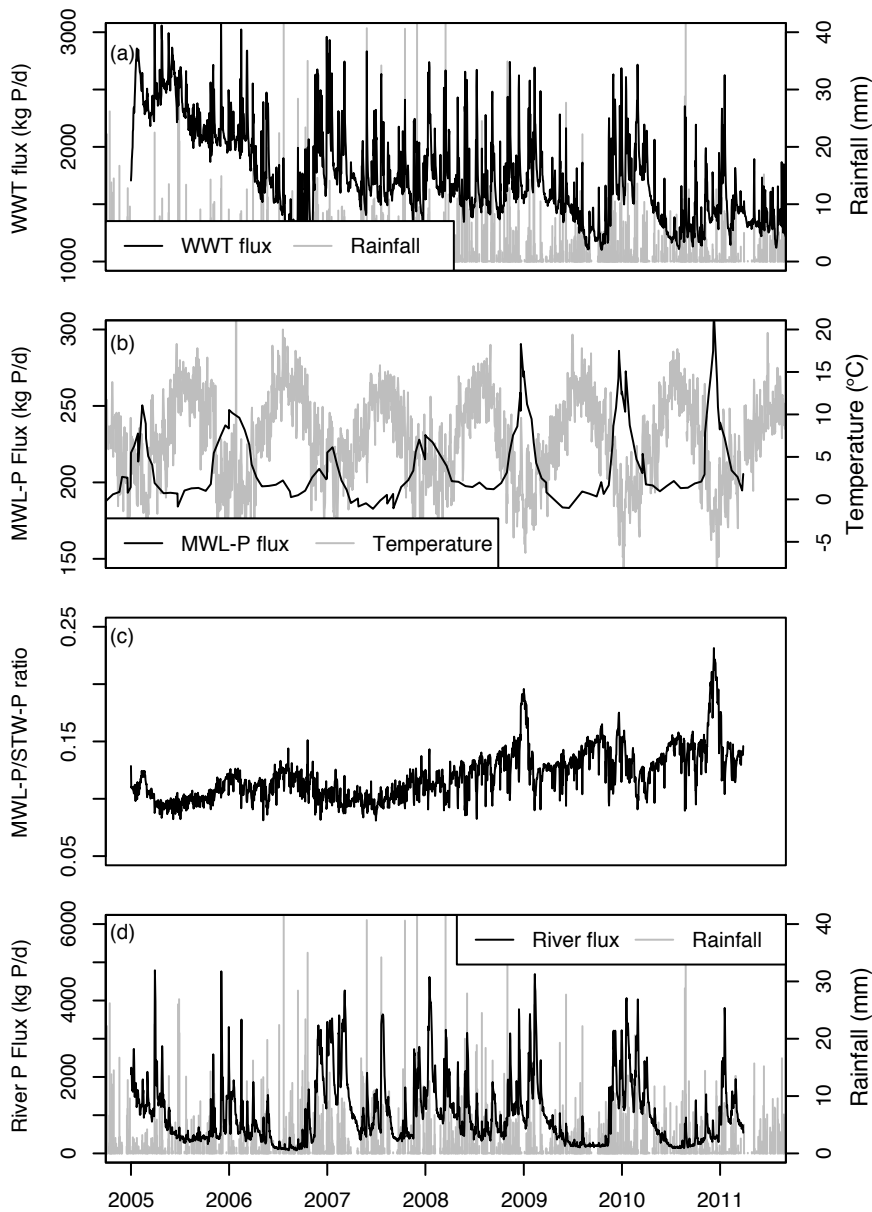 (a)
WWT flux (kg P/d)
3000
2000
1000
Rainfall (mm)
40
30
20
10
0
WWT flux
Rainfall
(b)
MWL-P Flux (kg P/d)
300
250
200
150
Temperature (°C)
20
15
10
5
0
-5
MWL-P flux
Temperature
(c)
MWL-P/STW-P ratio
0.25
0.15
0.05
(d)
River P Flux (kg P/d)
6000
4000
2000
0
Rainfall (mm)
40
30
20
10
0
River flux
Rainfall
2005 2006 2007 2008 2009 2010 2011